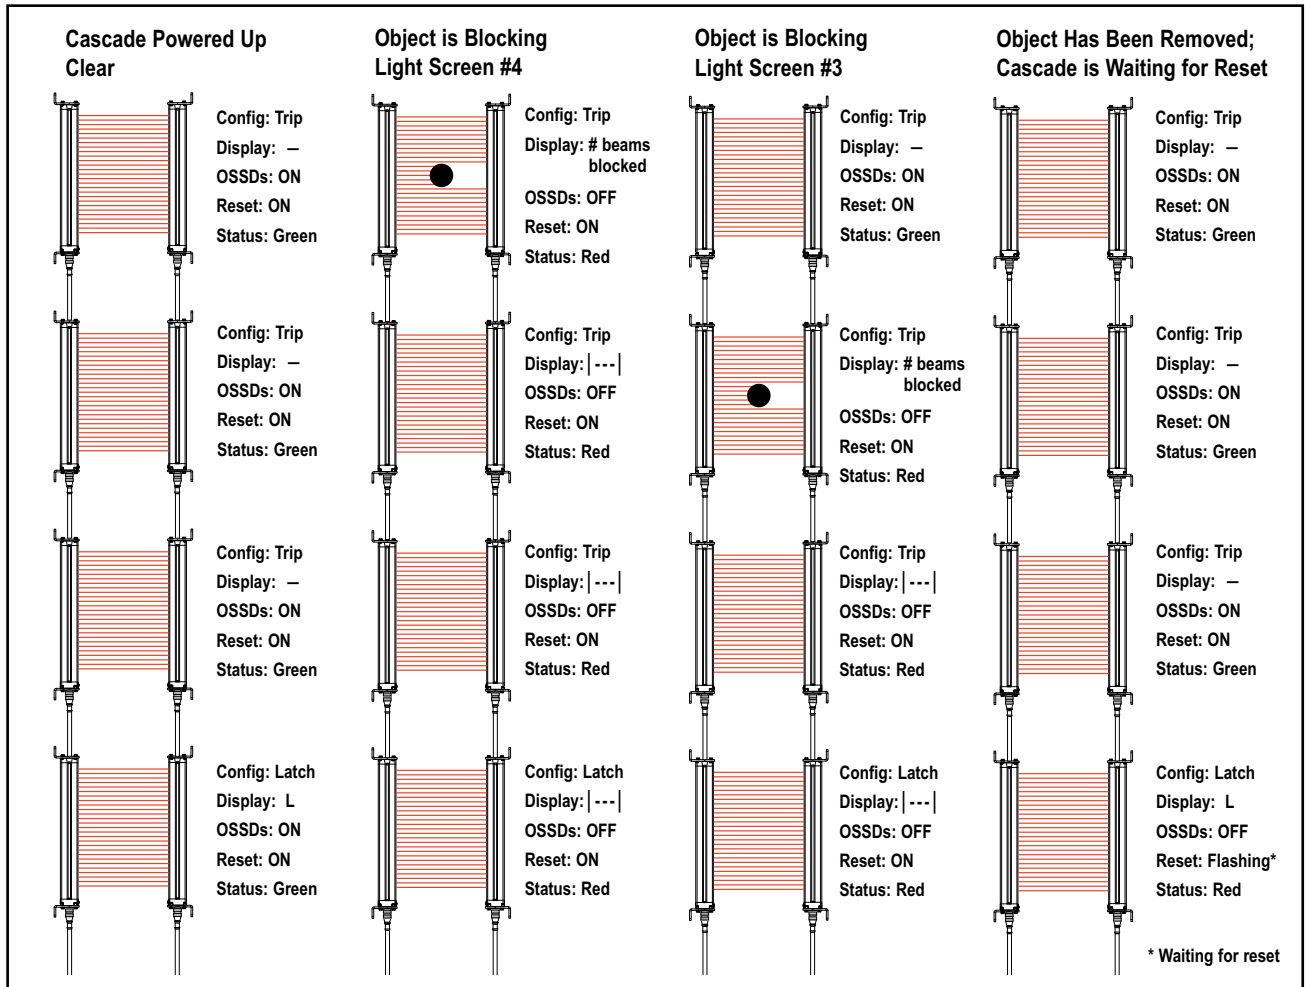 Cascade Powered Up
Clear
Config: Trip
Display: –
OSSDs: ON
Reset: ON
Status: Green
Config: Trip
Display: –
OSSDs: ON
Reset: ON
Status: Green
Config: Trip
Display: –
OSSDs: ON
Reset: ON
Status: Green
Config: Latch
Display: L
OSSDs: ON
Reset: ON
Status: Green
Object is Blocking
Light Screen #4
Config: Trip
Display: # beams
blocked
OSSDs: OFF
Reset: ON
Status: Red
Config: Trip
Display: |---|
OSSDs: OFF
Reset: ON
Status: Red
Config: Trip
Display: |---|
OSSDs: OFF
Reset: ON
Status: Red
Config: Latch
Display: |---|
OSSDs: OFF
Reset: ON
Status: Red
Object is Blocking
Light Screen #3
Config: Trip
Display: –
OSSDs: ON
Reset: ON
Status: Green
Config: Trip
Display: # beams
blocked
OSSDs: OFF
Reset: ON
Status: Red
Config: Trip
Display: |---|
OSSDs: OFF
Reset: ON
Status: Red
Config: Latch
Display: |---|
OSSDs: OFF
Reset: ON
Status: Red
Object Has Been Removed;
Cascade is Waiting for Reset
Config: Trip
Display: –
OSSDs: ON
Reset: ON
Status: Green
Config: Trip
Display: –
OSSDs: ON
Reset: ON
Status: Green
Config: Trip
Display: –
OSSDs: ON
Reset: ON
Status: Green
Config: Latch
Display: L
OSSDs: OFF
Reset: Flashing*
Status: Red
* Waiting for reset